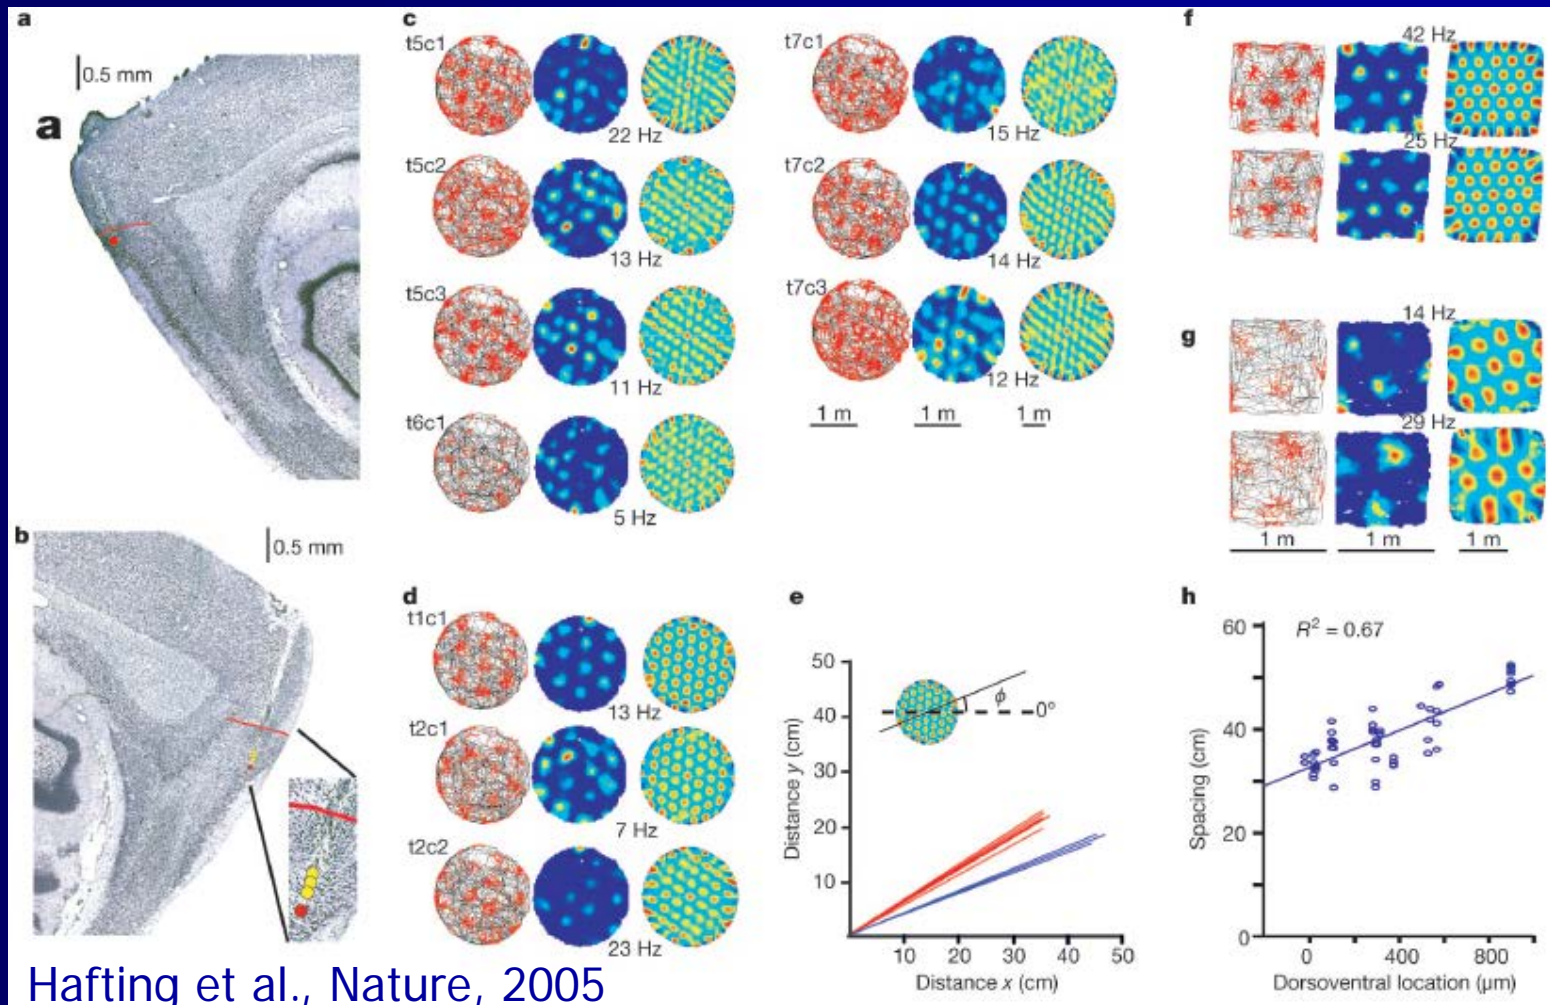 a
0.5 mm
a
b
0.5 mm
c
t5c1
22 Hz
t5c2
13 Hz
t5c3
11 Hz
t6c1
5 Hz
t7c1
15 Hz
t7c2
14 Hz
t7c3
12 Hz
1 m 1 m 1 m
d
t1c1
13 Hz
t2c1
7 Hz
t2c2
23 Hz
e
50
40
30
20
10
Distance y (cm)
ϕ
0°
10 20 30 40 50
Distance x (cm)
f
42 Hz
25 Hz
g
14 Hz
29 Hz
1 m 1 m 1 m
h
R² = 0.67
60
40
20
0
Spacing (cm)
0 400 800
Dorsoventral location (μm)
Hafting et al., Nature, 2005